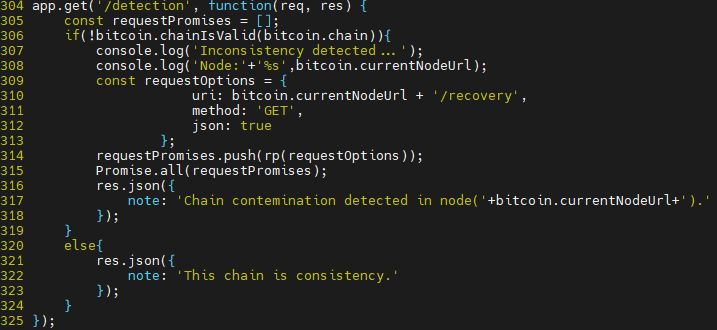 304 app.get('/detection', function(req, res) {
305     const requestPromises = [];
306     if(!bitcoin.chainIsValid(bitcoin.chain)){
307         console.log('Inconsistency detected...');
308         console.log('Node:'+'%s',bitcoin.currentNodeUrl);
309         const requestOptions = {
310                     uri: bitcoin.currentNodeUrl + '/recovery',
311                     method: 'GET',
312                     json: true
313                 };
314         requestPromises.push(rp(requestOptions));
315         Promise.all(requestPromises);
316         res.json({
317             note: 'Chain contemination detected in node('+bitcoin.currentNodeUrl+').'
318         });
319     }
320     else{
321         res.json({
322             note: 'This chain is consistency.'
323         });
324     }
325 });